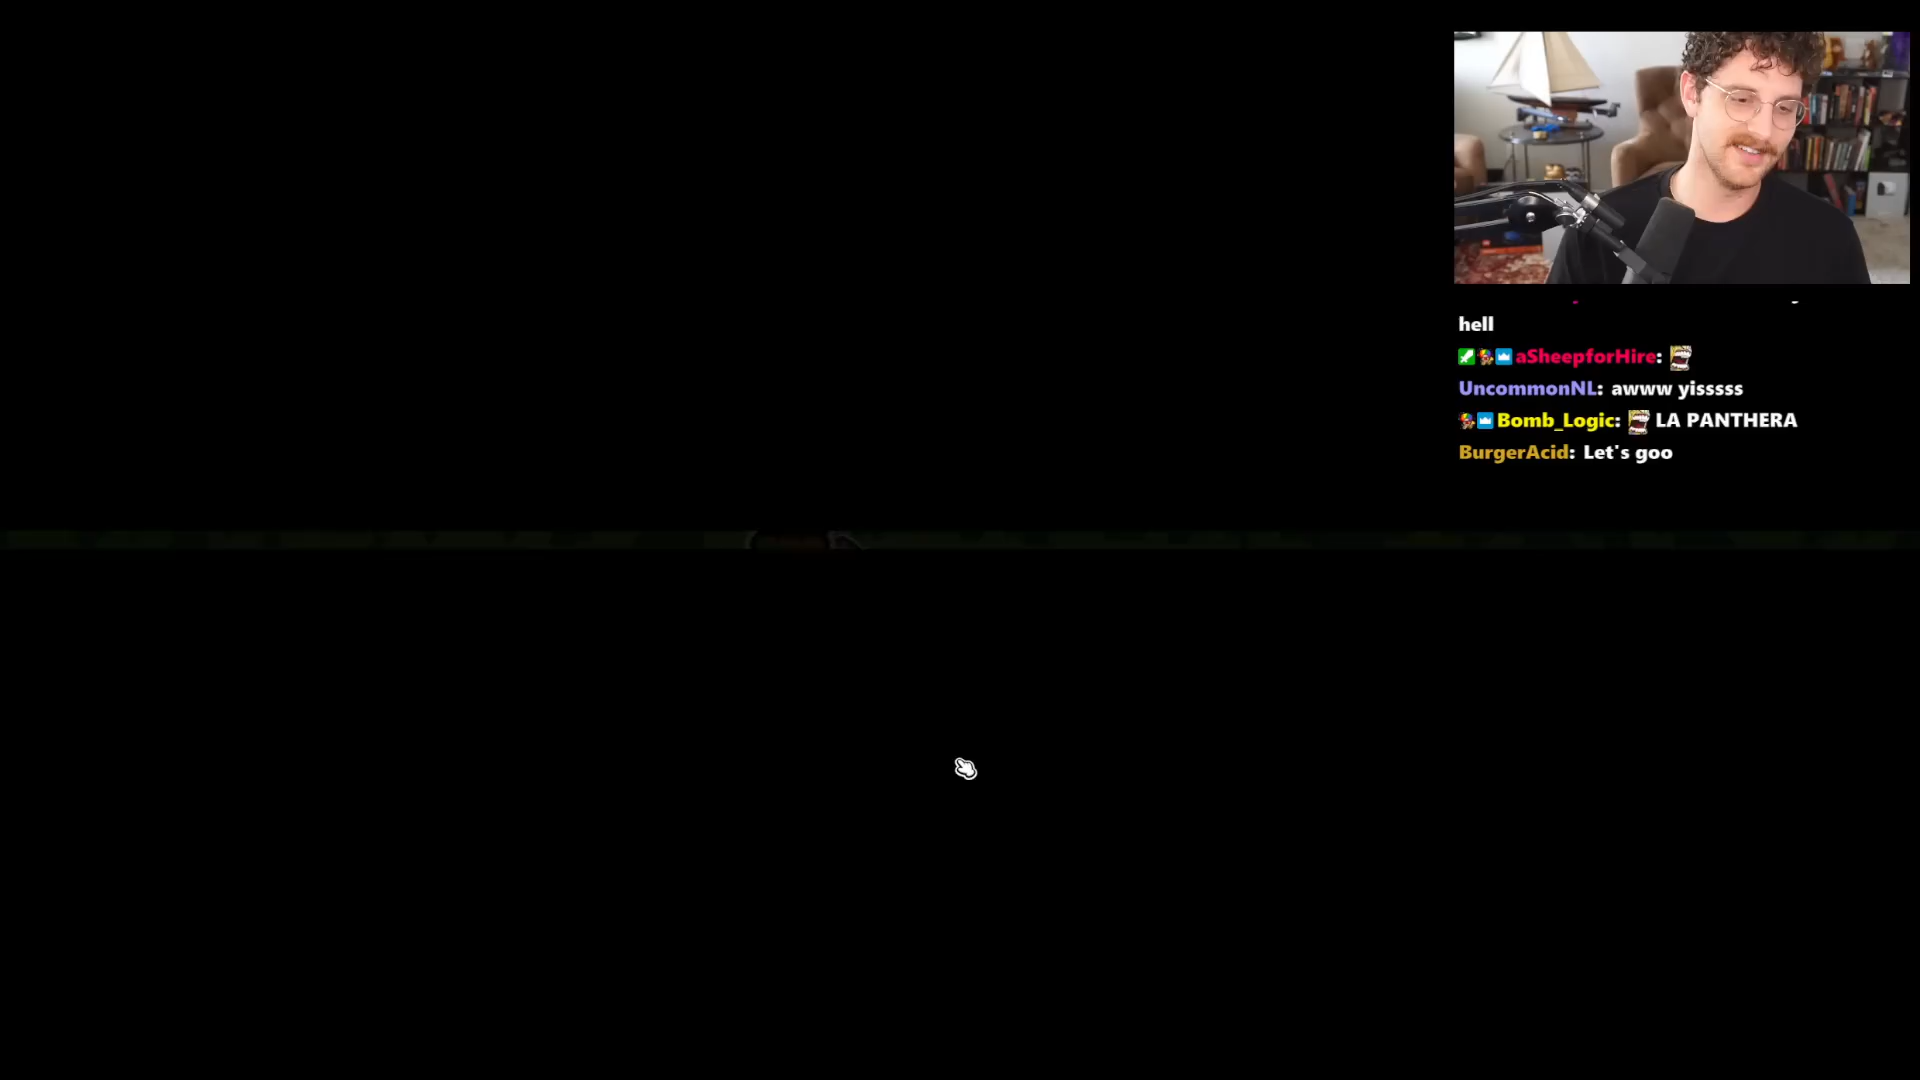 hell
aSheepforHire:
UncommonNL: awww yisssss
Bomb_Logic: LA PANTHERA
BurgerAcid: Let's goo